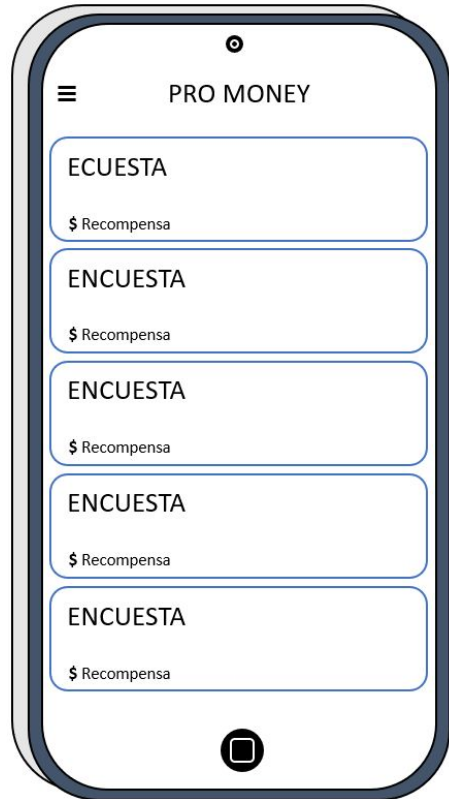 PRO MONEY
ECUESTA
$ Recompensa
ENCUESTA
$ Recompensa
ENCUESTA
$ Recompensa
ENCUESTA
$ Recompensa
ENCUESTA
$ Recompensa